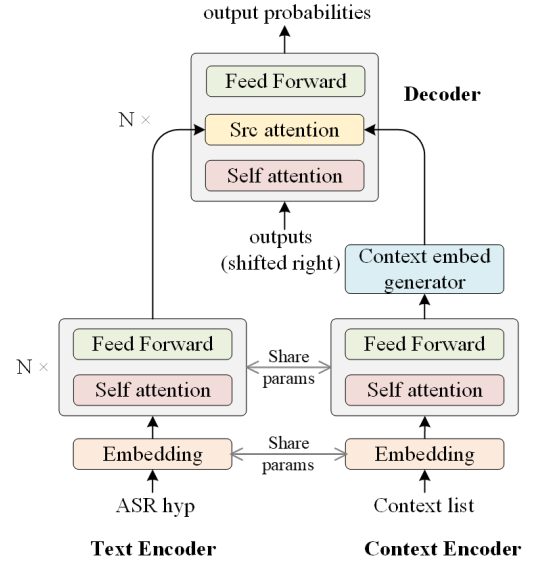 output probabilities
Feed Forward
Decoder
N ×
Src attention
Self attention
outputs
(shifted right)
Context embed
generator
Feed Forward
Feed Forward
N ×
Share
params
Self attention
Self attention
Embedding
Share
params
Embedding
ASR hyp
Context list
Text Encoder
Context Encoder